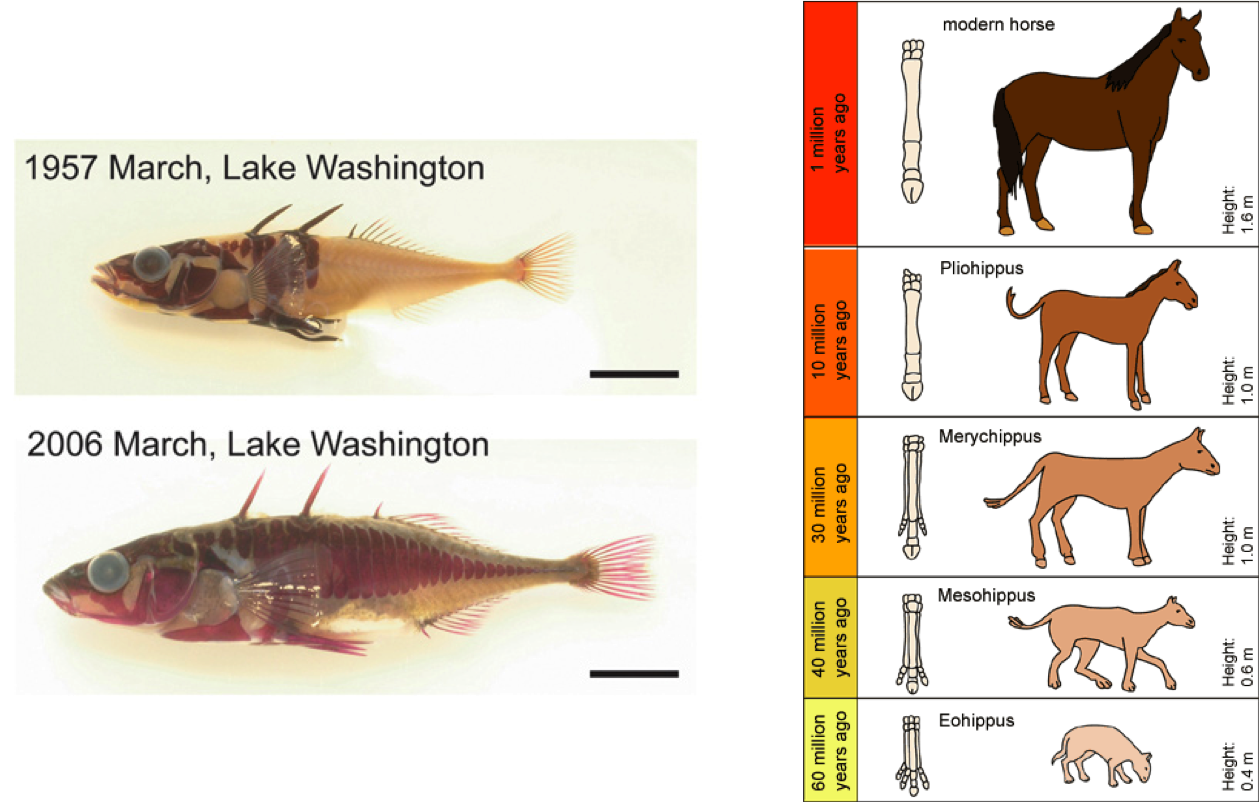 1957 March, Lake Washington
2006 March, Lake Washington
1 million
years ago
modern horse
Height:
1.6 m
10 million
years ago
Pliohippus
Height:
1.0 m
30 million
years ago
Merychippus
Height:
1.0 m
40 million
years ago
Mesohippus
Height:
0.6 m
60 million
years ago
Eohippus
Height:
0.4 m